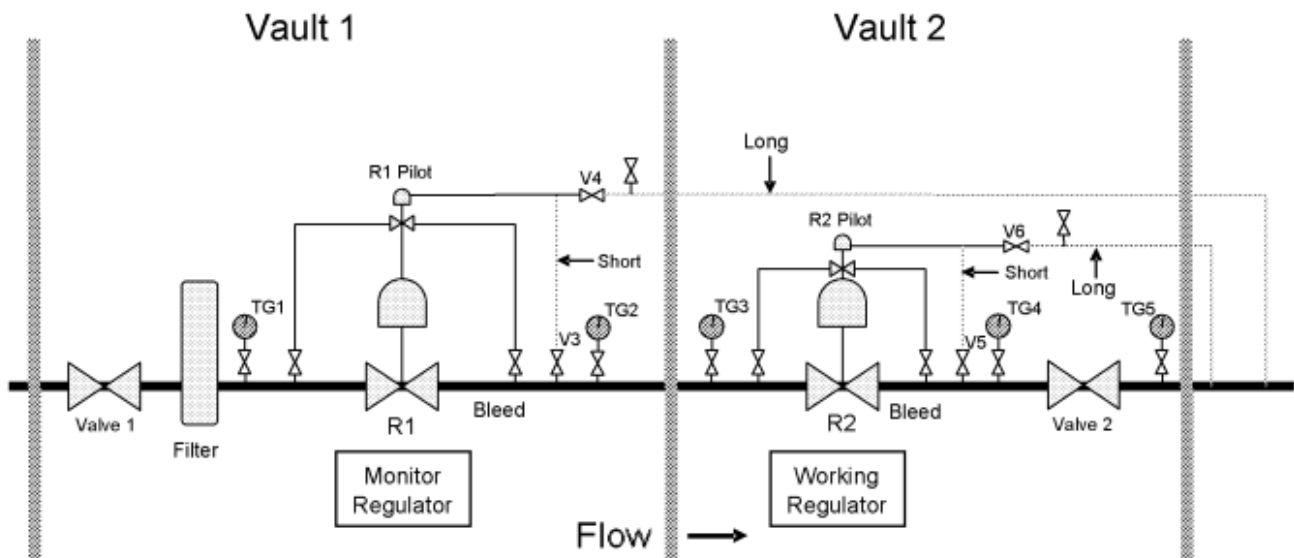 Vault 1
Vault 2
Long
R1 Pilot
V4
R2 Pilot
V6
Short
Short
Long
TG1
TG2
TG3
TG4
TG5
V3
V5
Valve 1
Filter
R1
Bleed
R2
Bleed
Valve 2
Monitor
Regulator
Working
Regulator
Flow